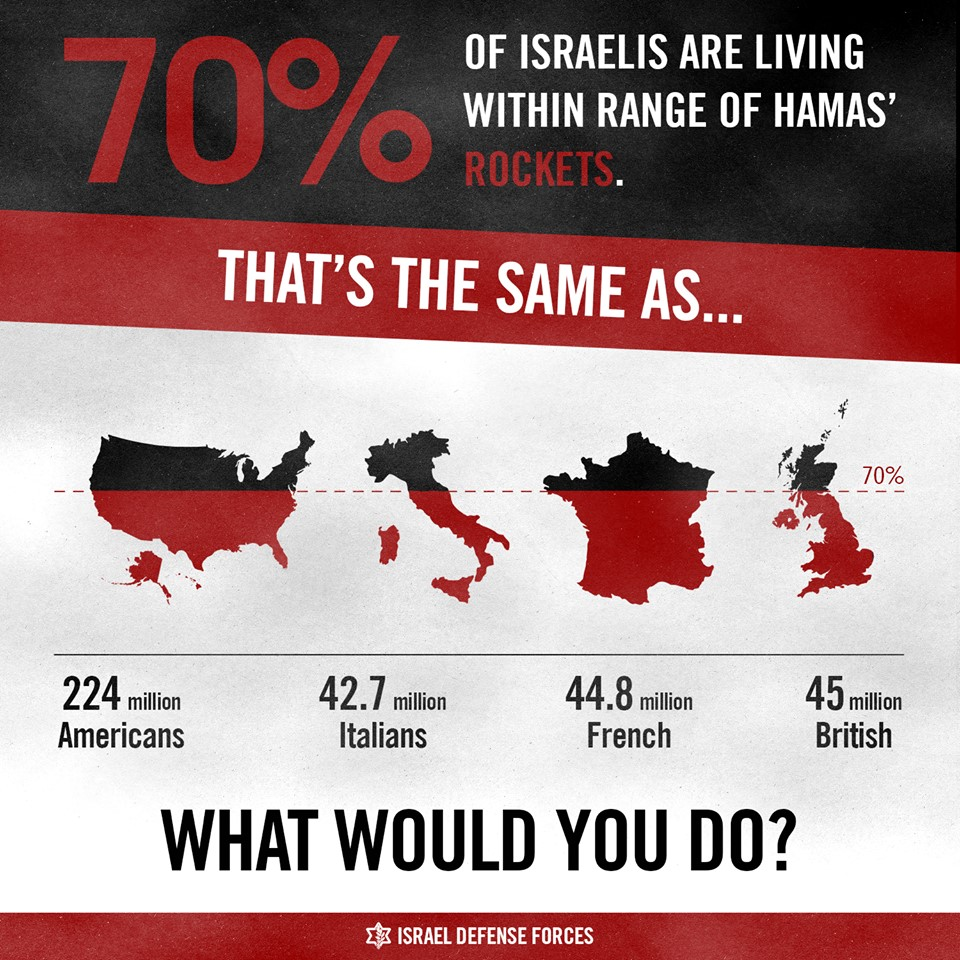 70%
OF ISRAELIS ARE LIVING
WITHIN RANGE OF HAMAS’
ROCKETS.
THAT’S THE SAME AS...
70%
224 million
Americans
42.7 million
Italians
44.8 million
French
45 million
British
WHAT WOULD YOU DO?
ISRAEL DEFENSE FORCES